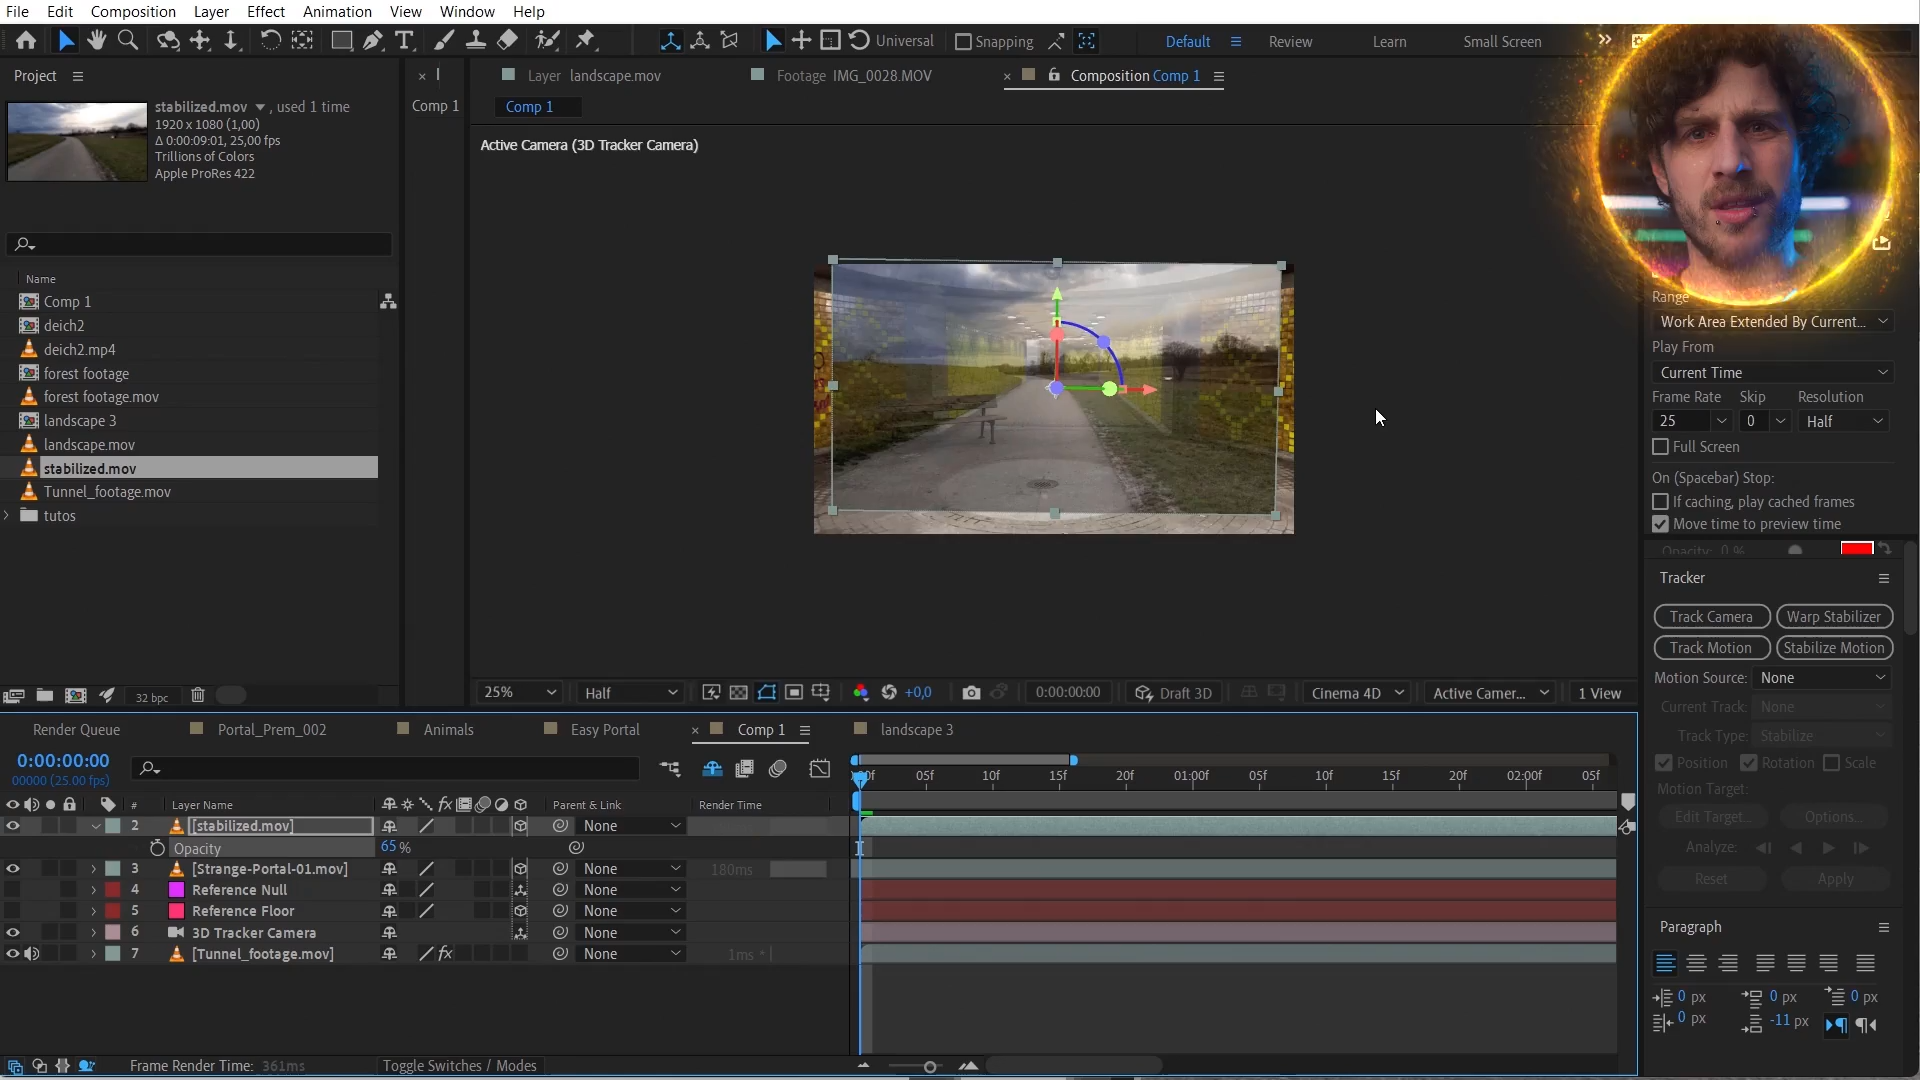 File Edit Composition Layer Effect Animation View Window Help
Universal Snapping Default Review Learn Small Screen
Project
stabilized.mov , used 1 time
1920 x 1080 (1,00)
Δ 0:00:09:01, 25,00 fps
Trillions of Colors
Apple ProRes 422
Name
Comp 1
deich2
deich2.mp4
forest footage
forest footage.mov
landscape 3
landscape.mov
stabilized.mov
Tunnel_footage.mov
tutos
32 bpc
Comp 1
Layer landscape.mov Footage IMG_0028.MOV Composition Comp 1
Comp 1
Active Camera (3D Tracker Camera)
25% Half +0,0 0:00:00:00 Draft 3D Cinema 4D Active Camer... 1 View
Range
Work Area Extended By Current...
Play From
Current Time
Frame Rate Skip Resolution
25 0 Half
Full Screen
On (Spacebar) Stop:
If caching, play cached frames
Move time to preview time
Opacity: 0 %
Tracker
Track Camera Warp Stabilizer
Track Motion Stabilize Motion
Motion Source: None
Current Track: None
Track Type: Stabilize
Position Rotation Scale
Motion Target:
Edit Target... Options...
Analyze:
Reset Apply
Paragraph
0 px 0 px 0 px
0 px -11 px
Render Queue Portal_Prem_002 Animals Easy Portal Comp 1 landscape 3
0:00:00:00
00000 (25.00 fps)
05f 10f 15f 20f 01:00f 05f 10f 15f 20f 02:00f 05f
# Layer Name fx Parent & Link Render Time
2 [stabilized.mov] None
Opacity 65 %
3 [Strange-Portal-01.mov] None 180ms
4 Reference Null None
5 Reference Floor None
6 3D Tracker Camera None
7 [Tunnel_footage.mov] fx None 1ms *
Frame Render Time: 361ms Toggle Switches / Modes